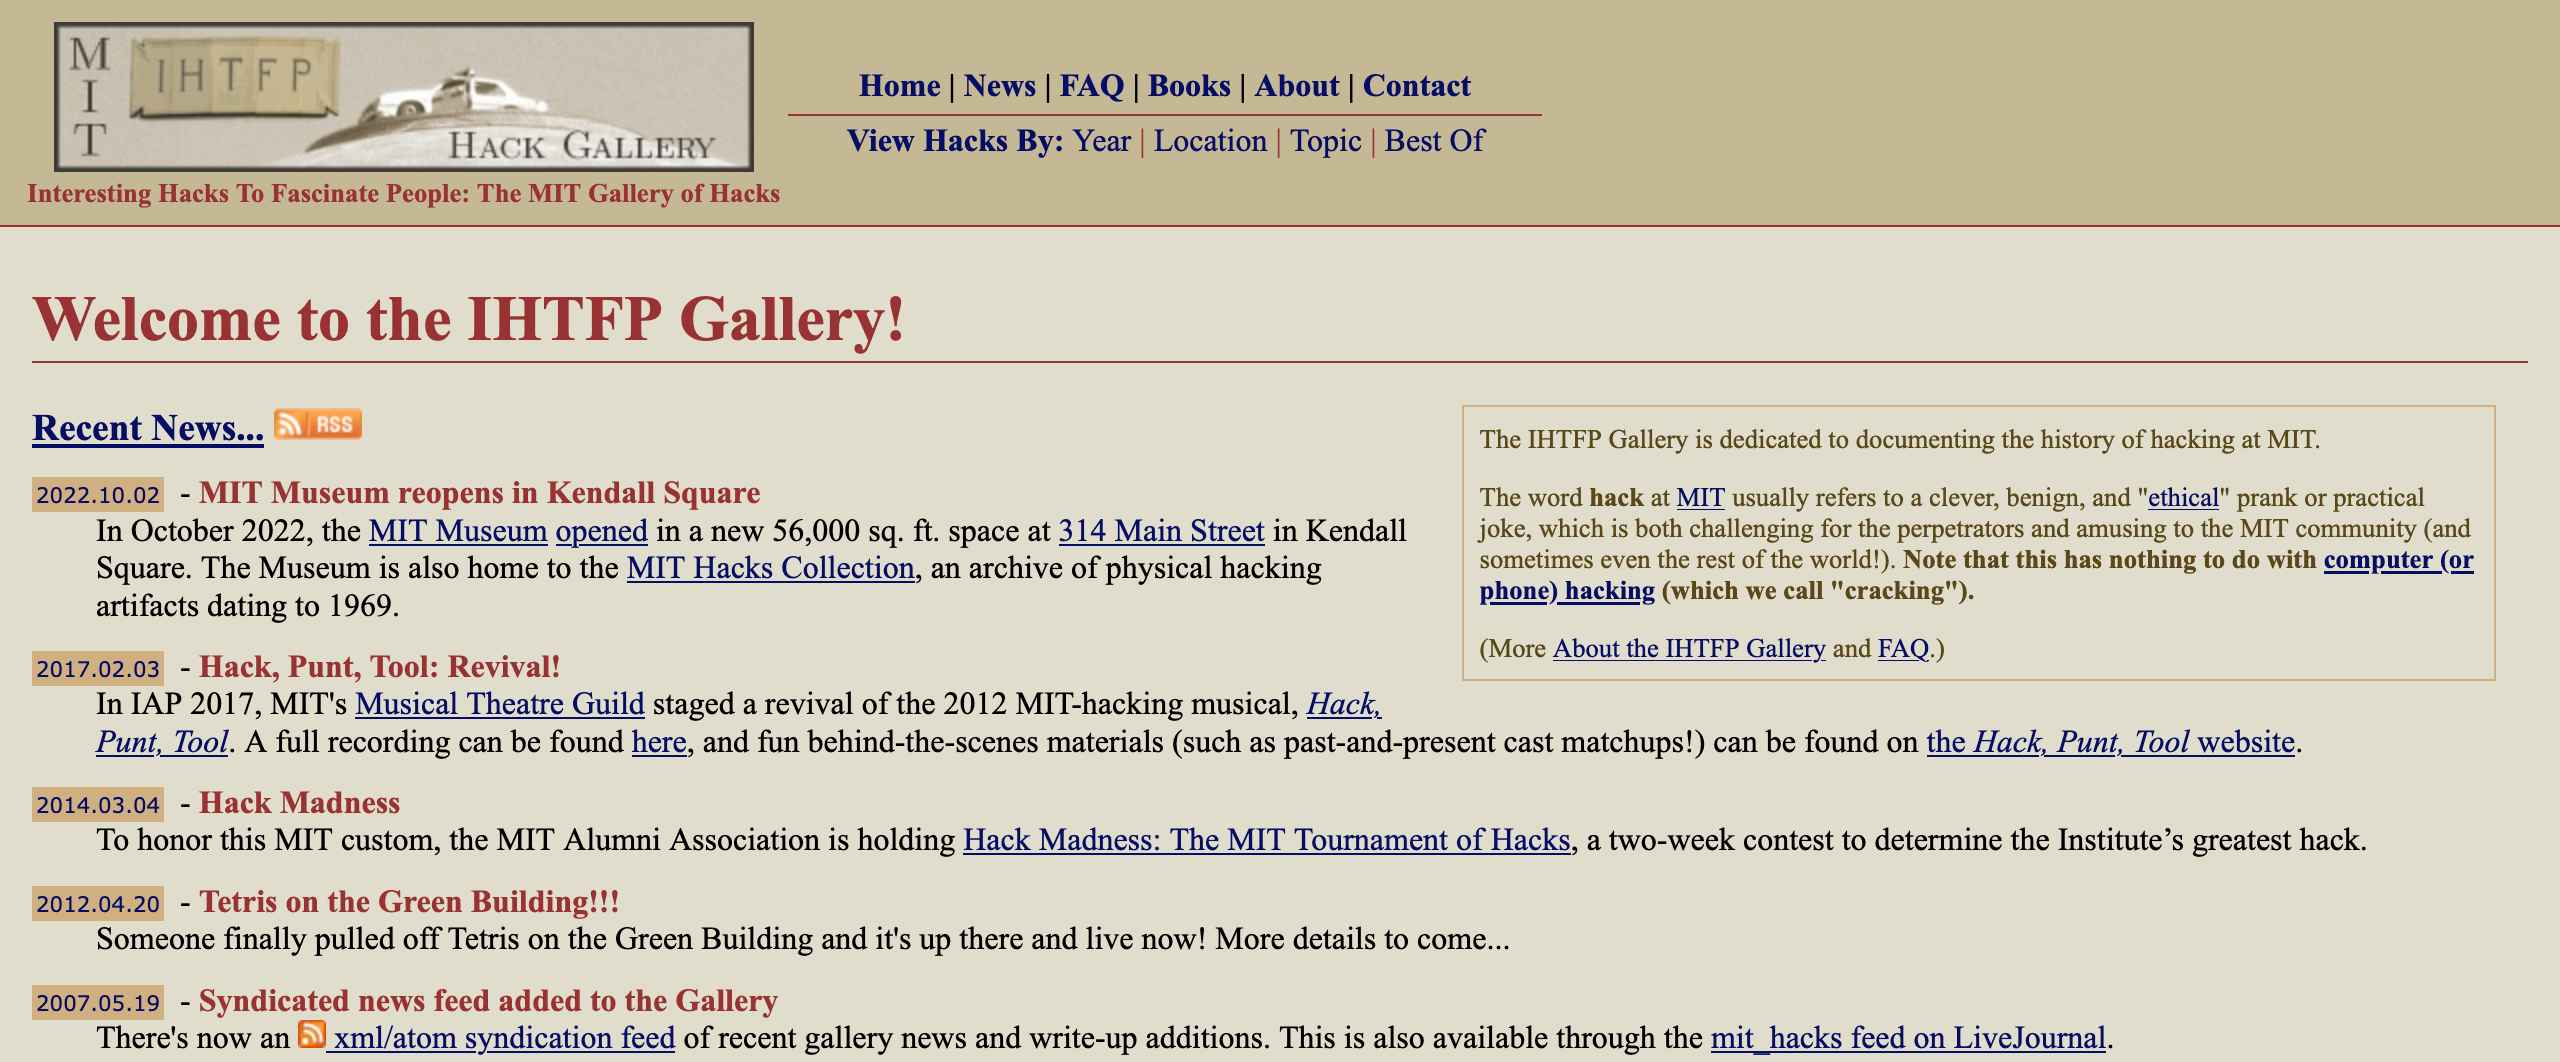 MIT
IHTFP
HACK GALLERY
Interesting Hacks To Fascinate People: The MIT Gallery of Hacks
Home | News | FAQ | Books | About | Contact
View Hacks By: Year | Location | Topic | Best Of
Welcome to the IHTFP Gallery!
Recent News... RSS
2022.10.02 - MIT Museum reopens in Kendall Square
In October 2022, the MIT Museum opened in a new 56,000 sq. ft. space at 314 Main Street in Kendall
Square. The Museum is also home to the MIT Hacks Collection, an archive of physical hacking
artifacts dating to 1969.
2017.02.03 - Hack, Punt, Tool: Revival!
In IAP 2017, MIT's Musical Theatre Guild staged a revival of the 2012 MIT-hacking musical, Hack,
Punt, Tool. A full recording can be found here, and fun behind-the-scenes materials (such as past-and-present cast matchups!) can be found on the Hack, Punt, Tool website.
2014.03.04 - Hack Madness
To honor this MIT custom, the MIT Alumni Association is holding Hack Madness: The MIT Tournament of Hacks, a two-week contest to determine the Institute’s greatest hack.
2012.04.20 - Tetris on the Green Building!!!
Someone finally pulled off Tetris on the Green Building and it's up there and live now! More details to come...
2007.05.19 - Syndicated news feed added to the Gallery
There's now an xml/atom syndication feed of recent gallery news and write-up additions. This is also available through the mit_hacks feed on LiveJournal.
The IHTFP Gallery is dedicated to documenting the history of hacking at MIT.
The word hack at MIT usually refers to a clever, benign, and "ethical" prank or practical
joke, which is both challenging for the perpetrators and amusing to the MIT community (and
sometimes even the rest of the world!). Note that this has nothing to do with computer (or
phone) hacking (which we call "cracking").
(More About the IHTFP Gallery and FAQ.)